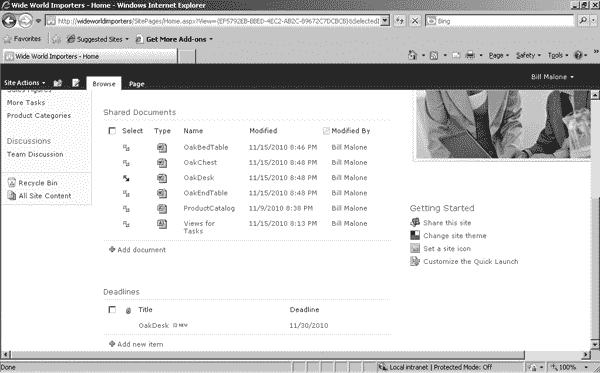 Wide World Importers - Home - Windows Internet Explorer
http://wideworldimporters/SitePages/Home.aspx?View={EF5792EB-BBED-4EC2-AB2C-89672C7DCBCB}&SelectedI
Bing
Favorites Suggested Sites Get More Add-ons
Wide World Importers - Home
Page Safety Tools
Site Actions Browse Page Bill Malone
Sales Figures
More Tasks
Product Categories
Discussions
Team Discussion
Recycle Bin
All Site Content
Shared Documents
Select Type Name Modified Modified By
OakBedTable 11/15/2010 8:46 PM Bill Malone
OakChest 11/15/2010 8:48 PM Bill Malone
OakDesk 11/15/2010 8:48 PM Bill Malone
OakEndTable 11/15/2010 8:48 PM Bill Malone
ProductCatalog 11/9/2010 8:38 PM Bill Malone
Views for 11/15/2010 8:13 PM Bill Malone
Tasks
Add document
Deadlines
Title Deadline
OakDesk NEW 11/30/2010
Add new item
Getting Started
Share this site
Change site theme
Set a site icon
Customize the Quick Launch
Done Local intranet | Protected Mode: Off 100%